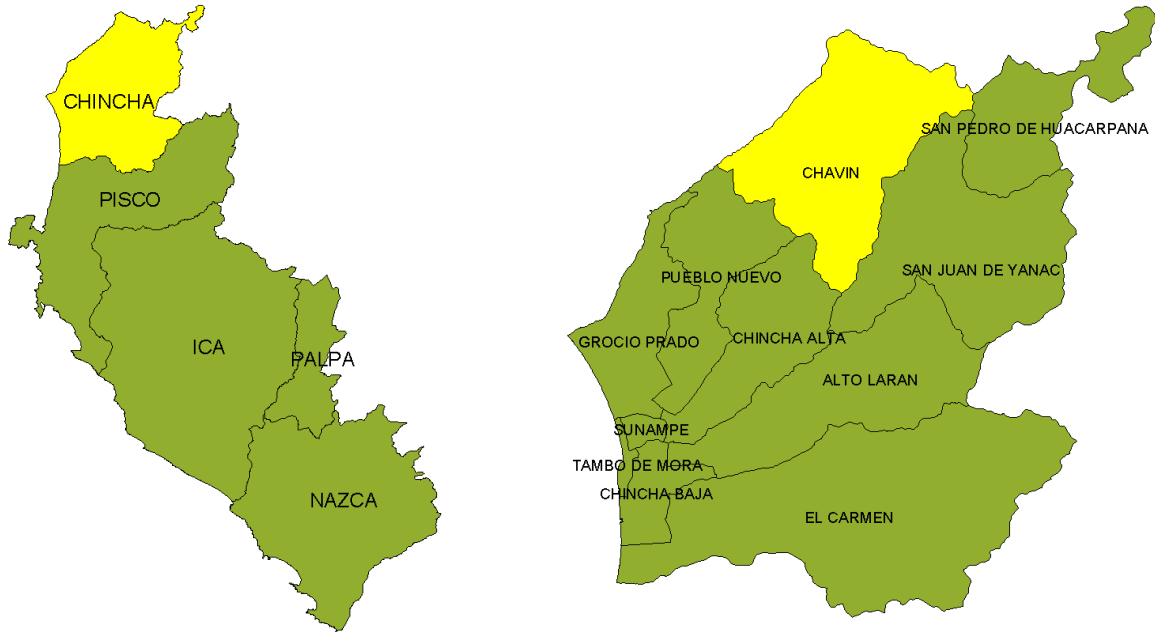 CHINCHA
PISCO
ICA
PALPA
NAZCA
SAN PEDRO DE HUACARPANA
CHAVIN
SAN JUAN DE YANAC
PUEBLO NUEVO
CHINCHA ALTA
GROCIO PRADO
ALTO LARAN
SUNAMPE
TAMBO DE MORA
CHINCHA BAJA
EL CARMEN